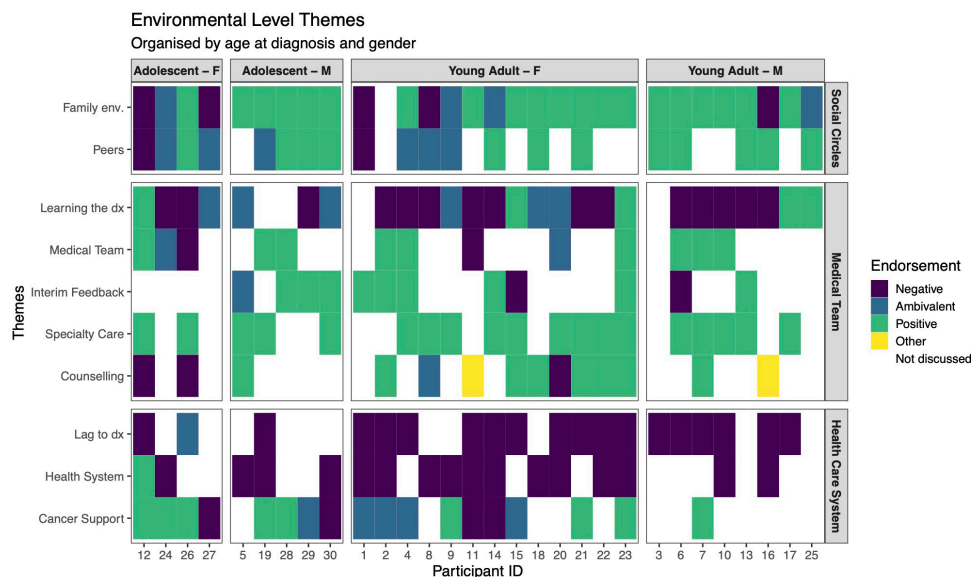 Environmental Level Themes
Organised by age at diagnosis and gender
Adolescent – F
Adolescent – M
Young Adult – F
Young Adult – M
Family env.
Peers
Social Circles
Learning the dx
Medical Team
Interim Feedback
Specialty Care
Counselling
Medical Team
Lag to dx
Health System
Cancer Support
Health Care System
Themes
12 24 26 27 5 19 28 29 30 1 2 4 8 9 11 14 15 18 20 21 22 23 3 6 7 10 13 16 17 25
Participant ID
Endorsement
Negative
Ambivalent
Positive
Other
Not discussed